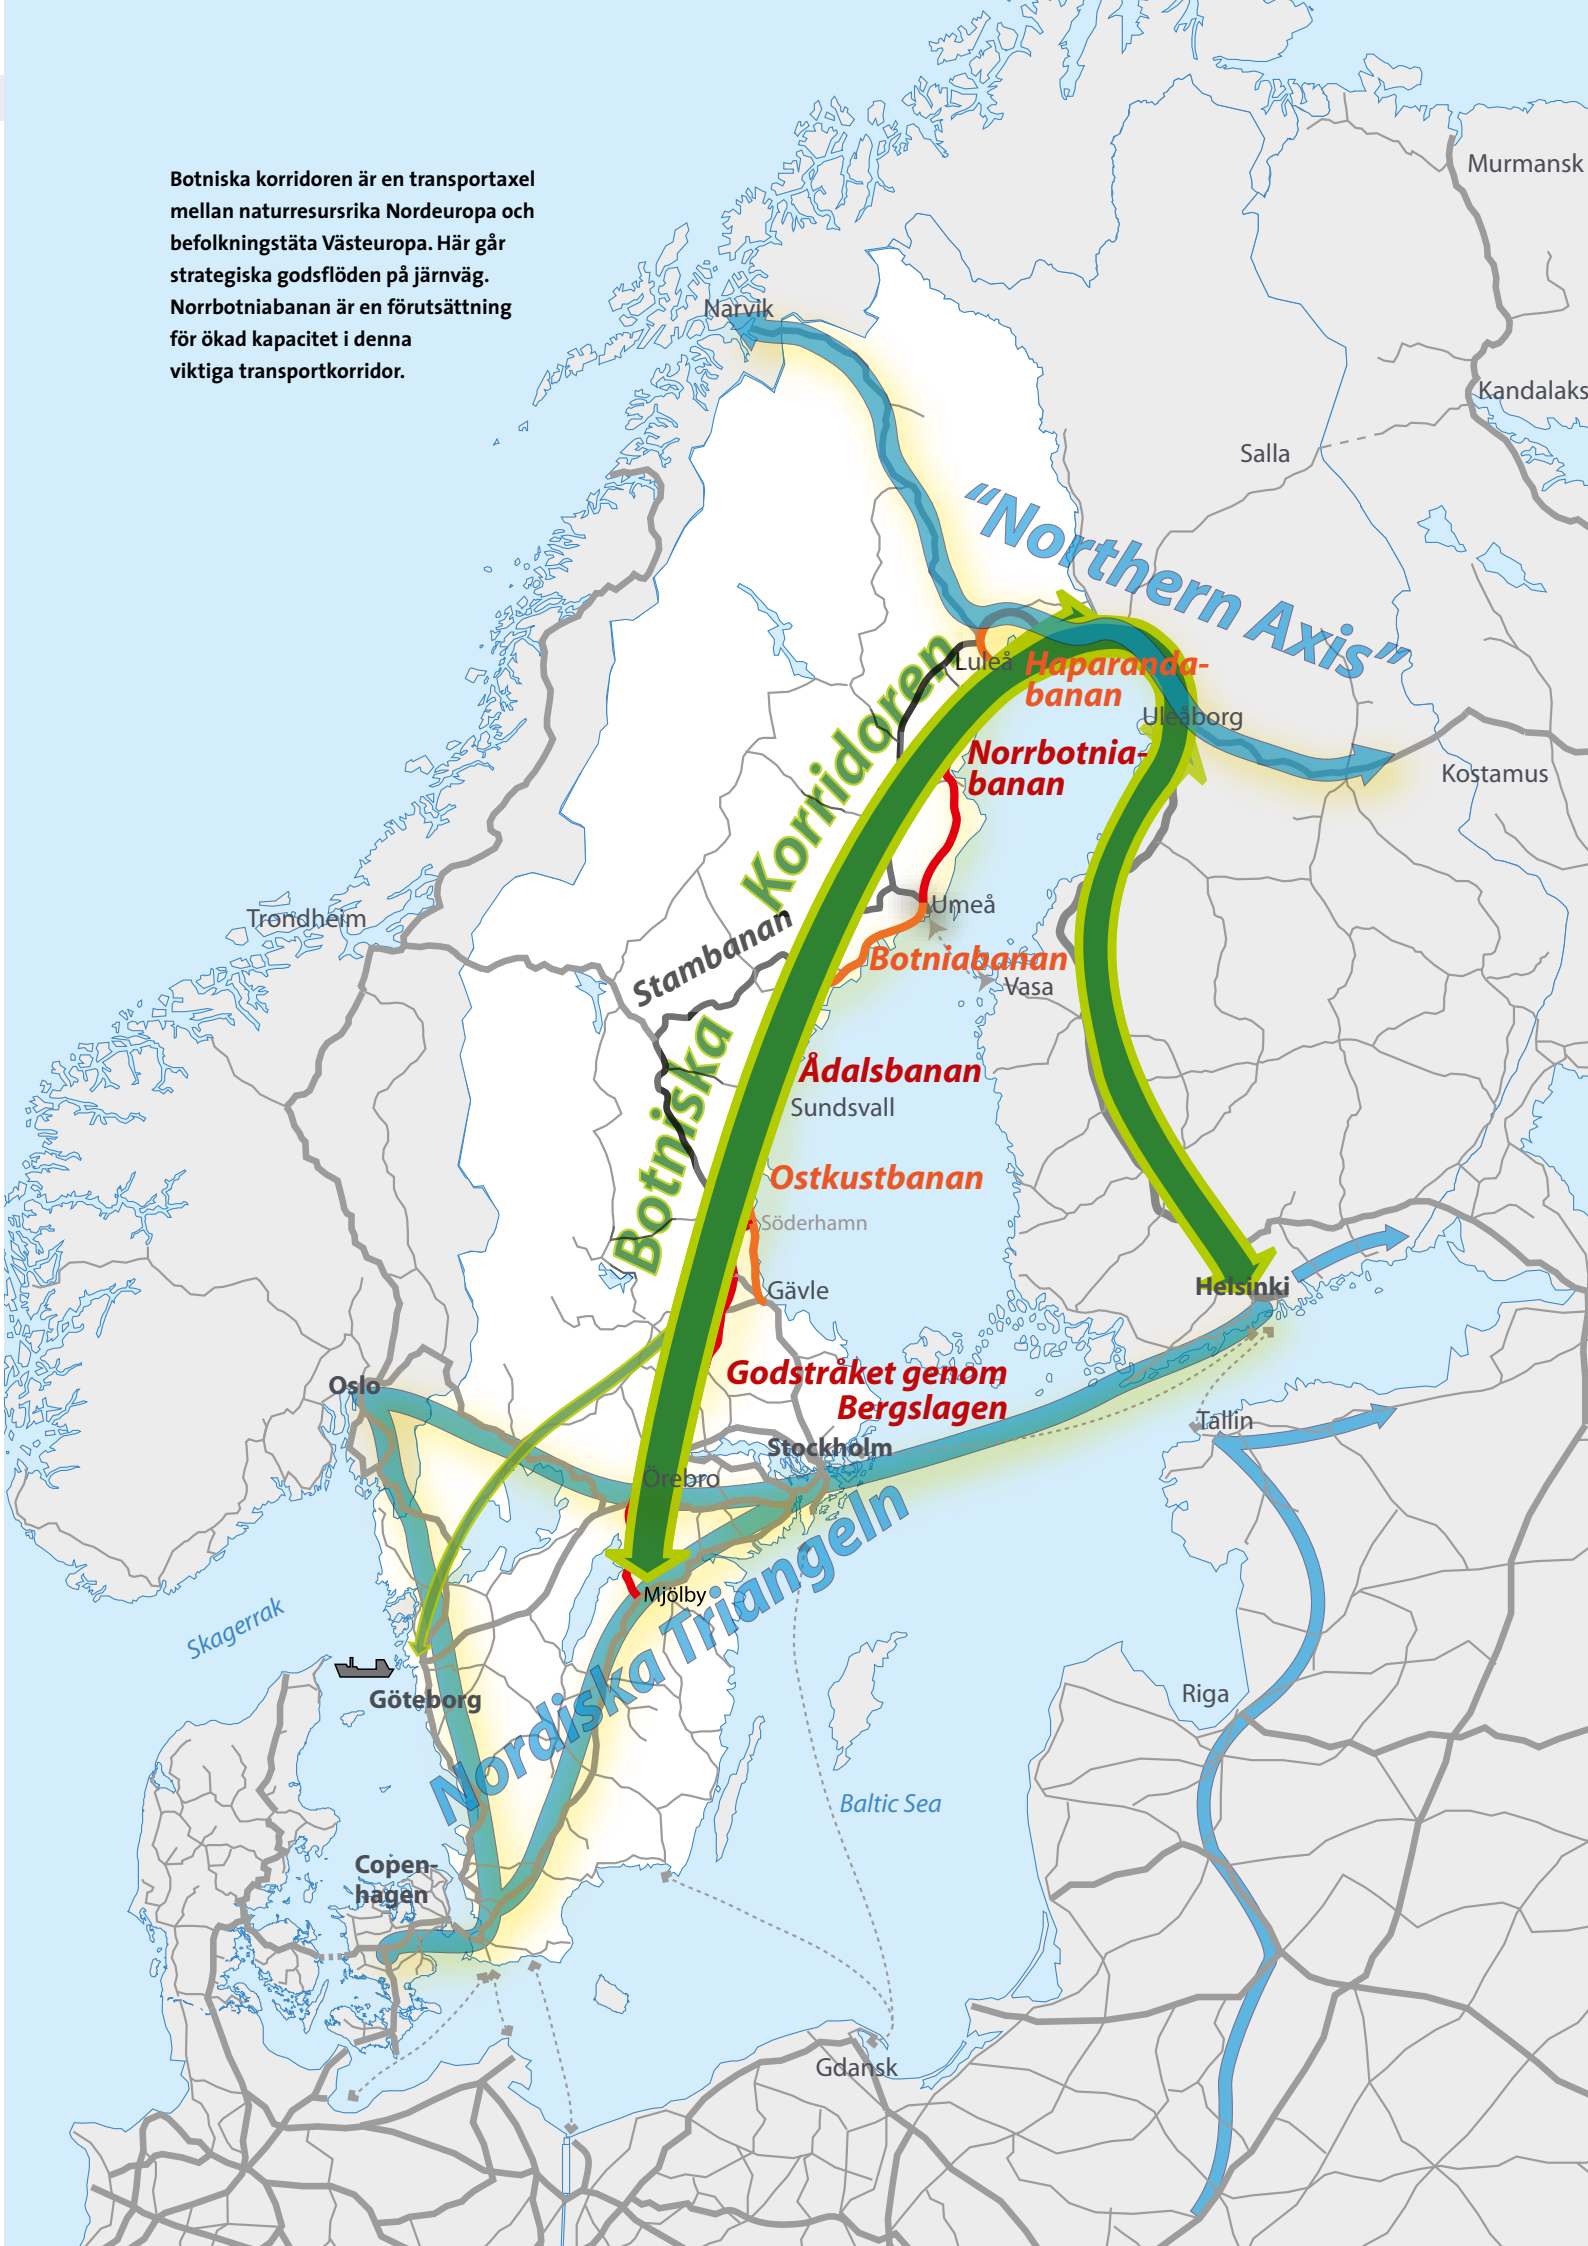 Botniska korridoren är en transportaxel
mellan naturresursrika Nordeuropa och
befolkningstäta Västeuropa. Här går
strategiska godsflöden på järnväg.
Norrbotniabanan är en förutsättning
för ökad kapacitet i denna
viktiga transportkorridor.
Murmansk
Narvik
Kandalaks
Salla
"Northern Axis"
Luleå
Haparanda-
banan
Uleåborg
Norrbotnia-
banan
Kostamus
Botniska Korridoren
Umeå
Trondheim
Stambanan
Botniabanan
Vasa
Ådalsbanan
Sundsvall
Ostkustbanan
Söderhamn
Gävle
Helsinki
Godstråket genom
Bergslagen
Oslo
Tallin
Stockholm
Örebro
Mjölby
Nordiska Triangeln
Skagerrak
Göteborg
Riga
Baltic Sea
Copen-
hagen
Gdansk